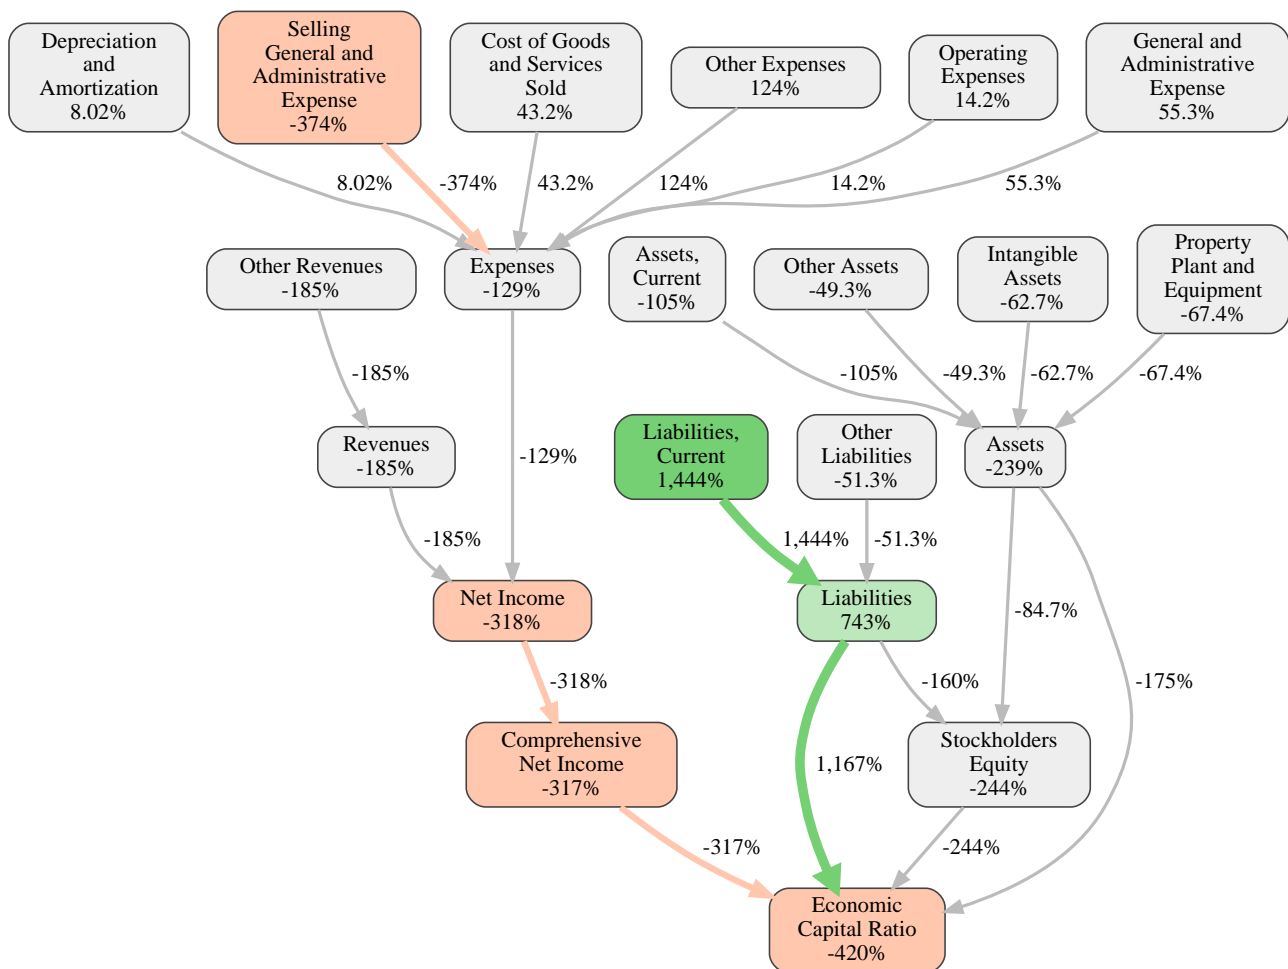 Depreciation
and
Amortization
8.02%
Selling
General and
Administrative
Expense
-374%
Cost of Goods
and Services
Sold
43.2%
Other Expenses
124%
Operating
Expenses
14.2%
General and
Administrative
Expense
55.3%
8.02%
-374%
43.2%
124%
14.2%
55.3%
Other Revenues
-185%
Expenses
-129%
Assets,
Current
-105%
Other Assets
-49.3%
Intangible
Assets
-62.7%
Property
Plant and
Equipment
-67.4%
-185%
-129%
-105%
-49.3%
-62.7%
-67.4%
Revenues
-185%
Liabilities,
Current
1,444%
Other
Liabilities
-51.3%
Assets
-239%
-185%
1,444%
-51.3%
-84.7%
Net Income
-318%
Liabilities
743%
-318%
-160%
-175%
Comprehensive
Net Income
-317%
1,167%
Stockholders
Equity
-244%
-317%
-244%
Economic
Capital Ratio
-420%